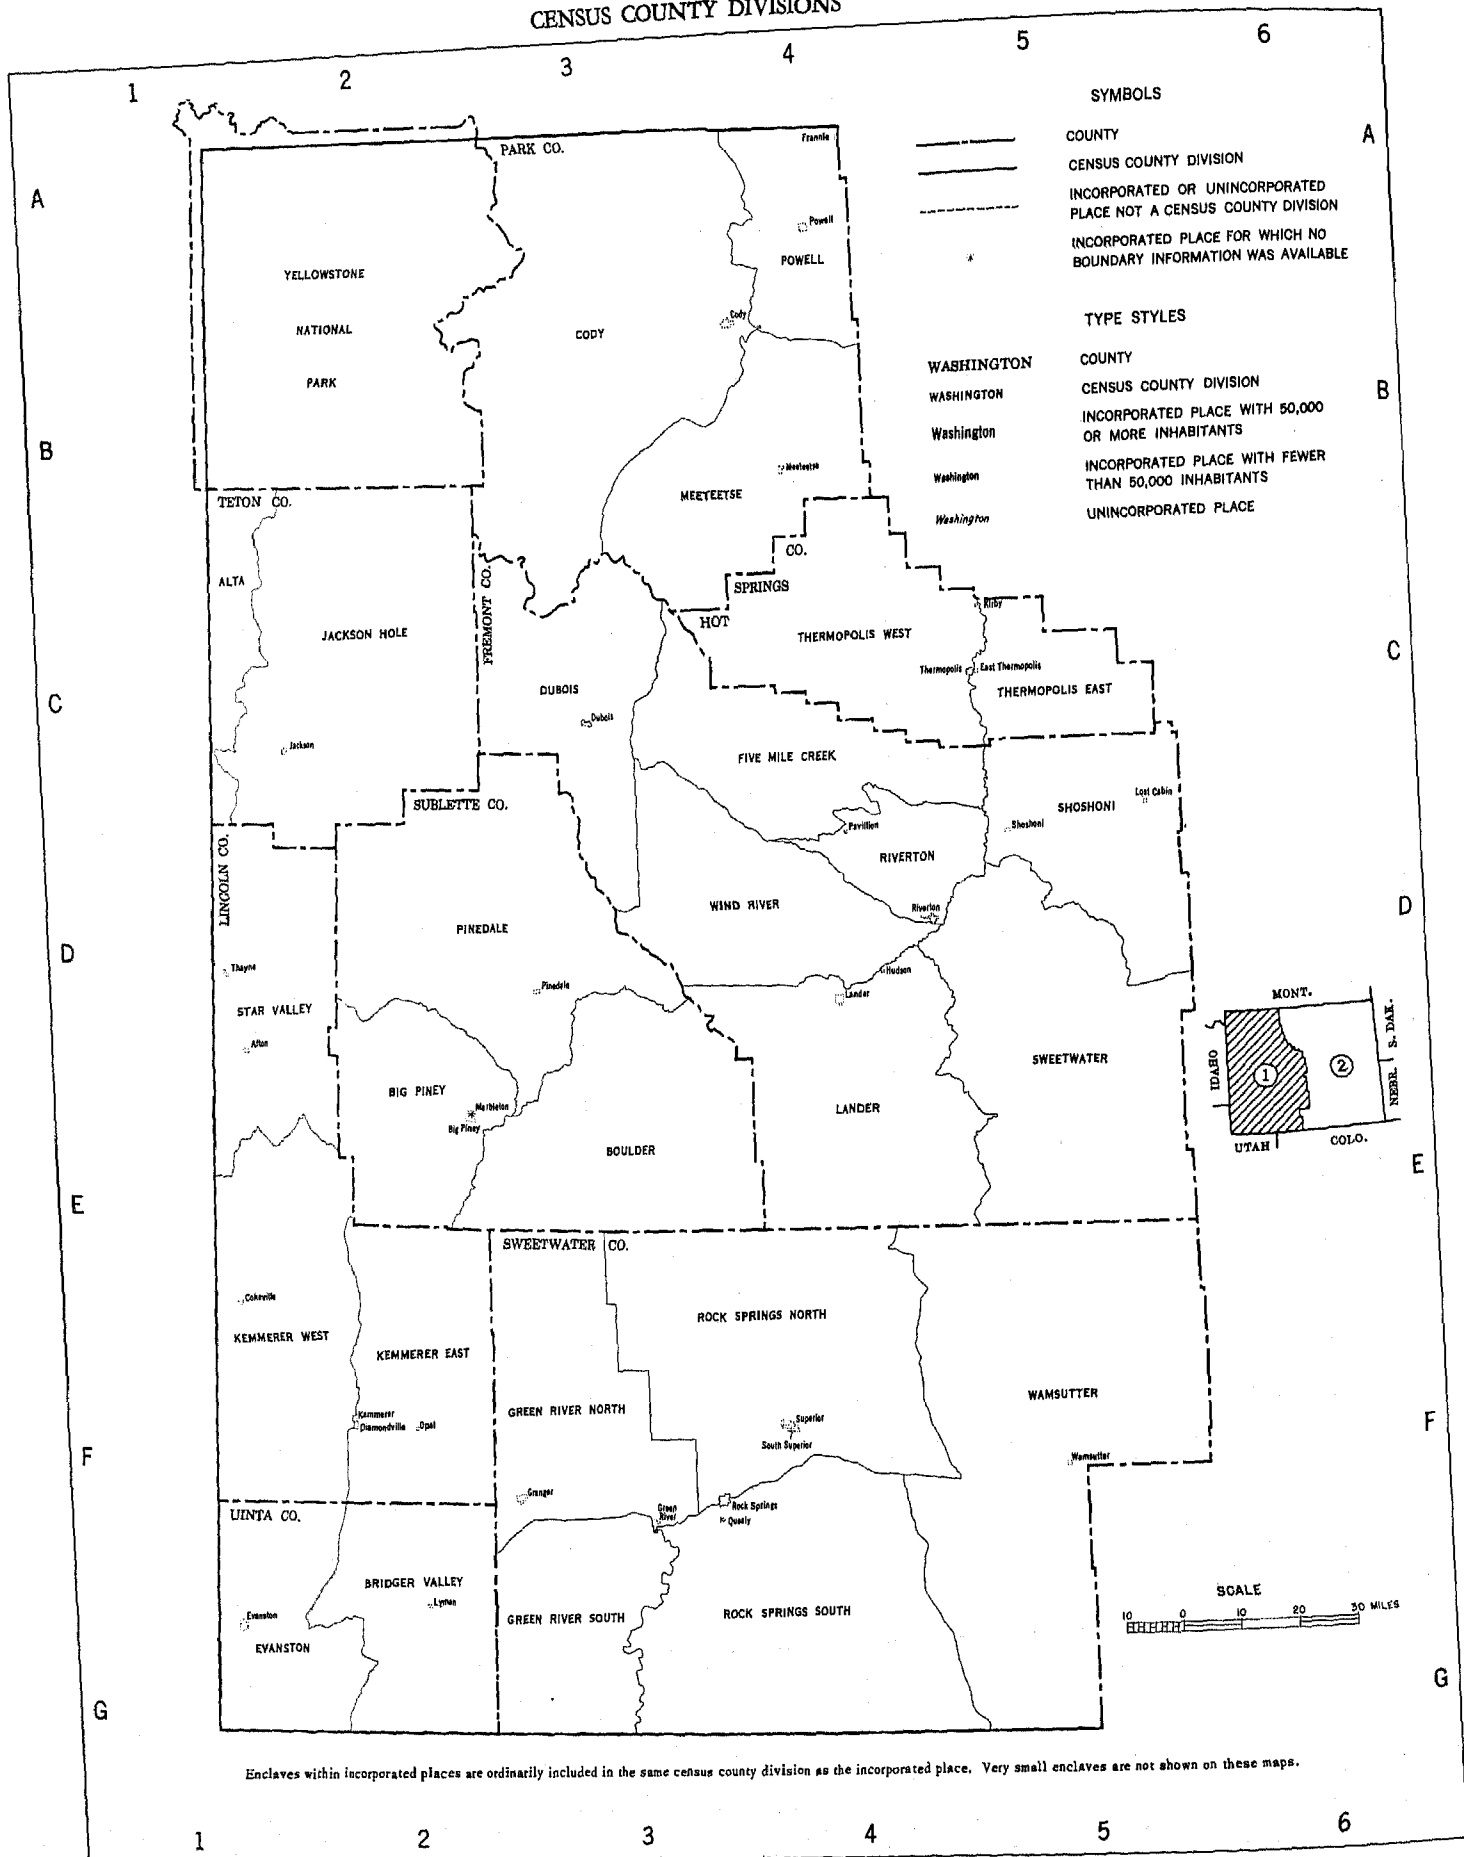 CENSUS COUNTY DIVISIONS
1
2
3
4
5
6
SYMBOLS
COUNTY
CENSUS COUNTY DIVISION
INCORPORATED OR UNINCORPORATED
PLACE NOT A CENSUS COUNTY DIVISION
INCORPORATED PLACE FOR WHICH NO
BOUNDARY INFORMATION WAS AVAILABLE
TYPE STYLES
WASHINGTON COUNTY
WASHINGTON CENSUS COUNTY DIVISION
Washington INCORPORATED PLACE WITH 50,000
OR MORE INHABITANTS
Washington INCORPORATED PLACE WITH FEWER
THAN 50,000 INHABITANTS
Washington UNINCORPORATED PLACE
A
A
B
B
C
C
D
D
E
E
F
F
G
G
PARK CO.
Frannie
Powell
POWELL
YELLOWSTONE
NATIONAL
PARK
CODY
Cody
Meeteetse
MEETEETSE
TETON CO.
ALTA
JACKSON HOLE
Jackson
FREMONT CO.
HOT
SPRINGS
CO.
Kirby
THERMOPOLIS WEST
Thermopolis
East Thermopolis
THERMOPOLIS EAST
DUBOIS
Dubois
FIVE MILE CREEK
SUBLETTE CO.
LINCOLN CO.
Lost Cabin
SHOSHONI
Shoshoni
Pavillion
RIVERTON
WIND RIVER
Riverton
PINEDALE
Pinedale
Thayne
STAR VALLEY
Afton
Hudson
Lander
SWEETWATER
LANDER
BIG PINEY
Marbleton
Big Piney
BOULDER
MONT.
IDAHO
1
2
S. DAK.
NEBR.
UTAH
COLO.
SWEETWATER CO.
Cokeville
KEMMERER WEST
KEMMERER EAST
Kemmerer
Diamondville
Opal
ROCK SPRINGS NORTH
GREEN RIVER NORTH
WAMSUTTER
Superior
South Superior
Wamsutter
Granger
UINTA CO.
Green
River
Rock Springs
Quealy
BRIDGER VALLEY
Lyman
Evanston
EVANSTON
GREEN RIVER SOUTH
ROCK SPRINGS SOUTH
SCALE
10 0 10 20 30 MILES
Enclaves within incorporated places are ordinarily included in the same census county division as the incorporated place. Very small enclaves are not shown on these maps.
1
2
3
4
5
6